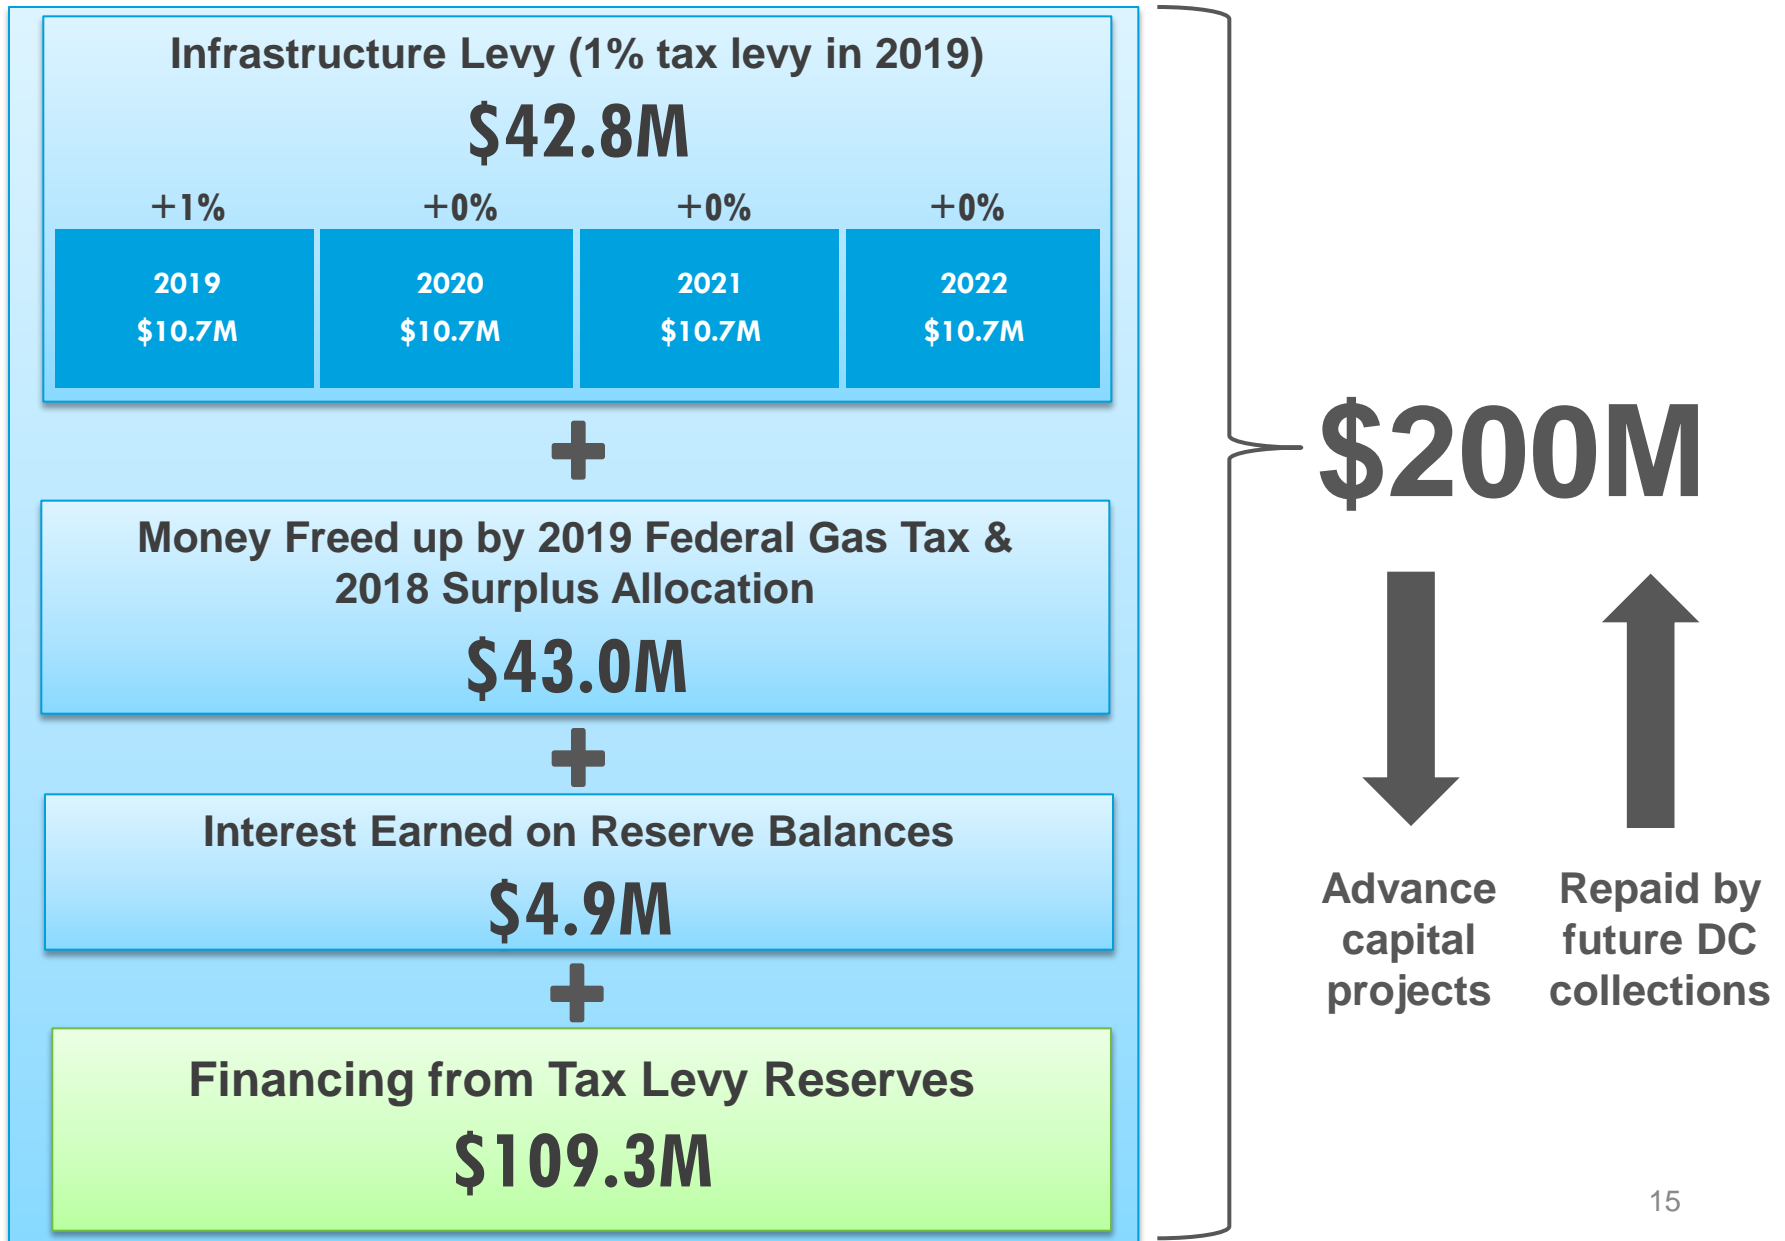 Infrastructure Levy (1% tax levy in 2019)
$42.8M
+1% +0% +0% +0%
2019 2020 2021 2022
$10.7M $10.7M $10.7M $10.7M
+
Money Freed up by 2019 Federal Gas Tax &
2018 Surplus Allocation
$43.0M
+
Interest Earned on Reserve Balances
$4.9M
+
Financing from Tax Levy Reserves
$109.3M
$200M
Advance
capital
projects
Repaid by
future DC
collections
15